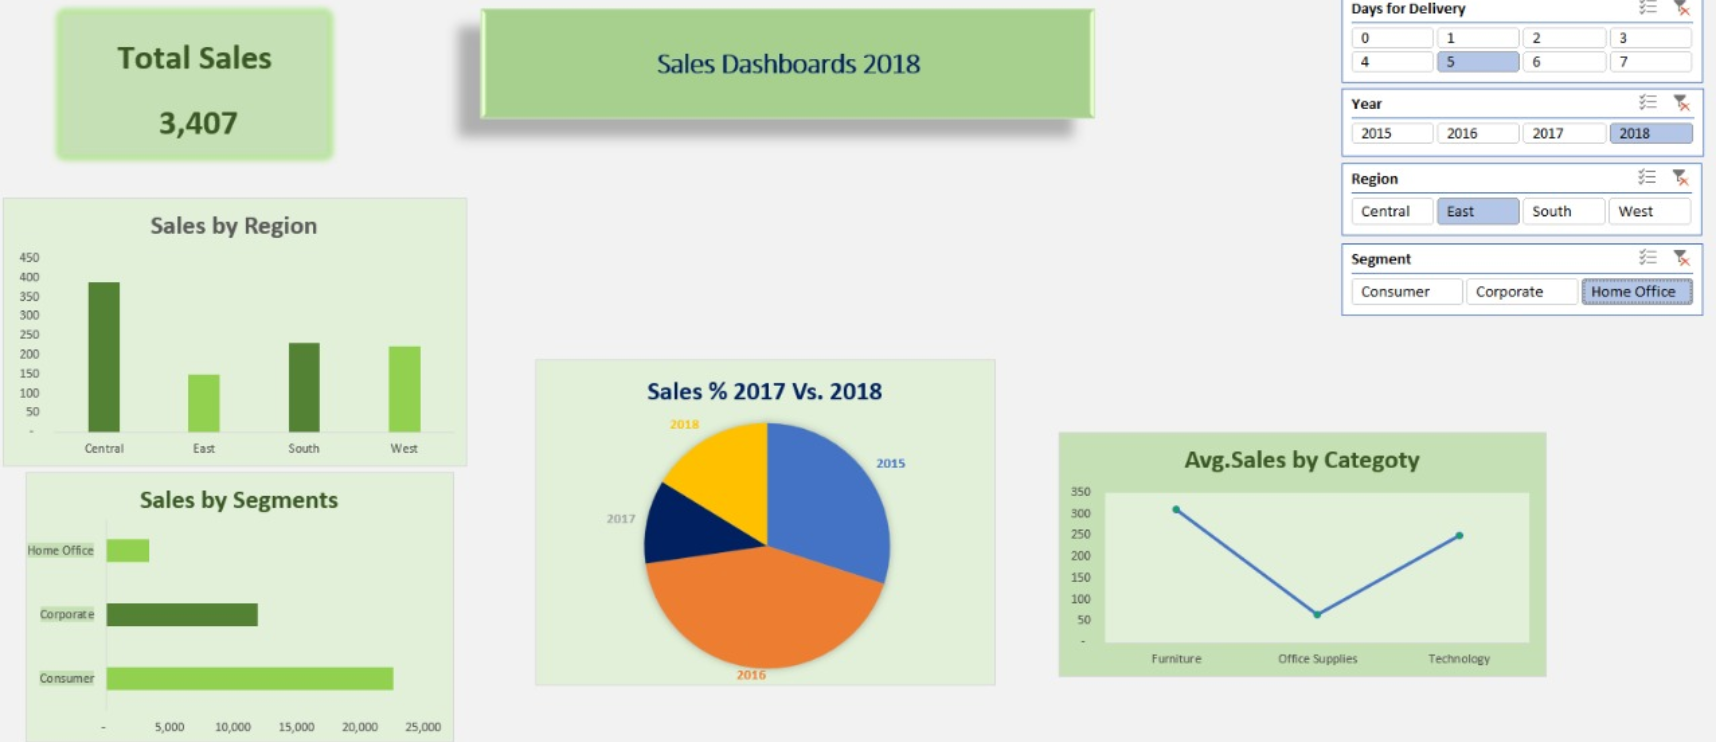 Total Sales
3,407
Sales Dashboards 2018
Days for Delivery
0 1 2 3
4 5 6 7
Year
2015 2016 2017 2018
Region
Central East South West
Segment
Consumer Corporate Home Office
Sales by Region
450
400
350
300
250
200
150
100
50
-
Central East South West
Sales by Segments
Home Office
Corporate
Consumer
- 5,000 10,000 15,000 20,000 25,000
Sales % 2017 Vs. 2018
2018
2015
2017
2016
Avg.Sales by Categoty
350
300
250
200
150
100
50
-
Furniture Office Supplies Technology